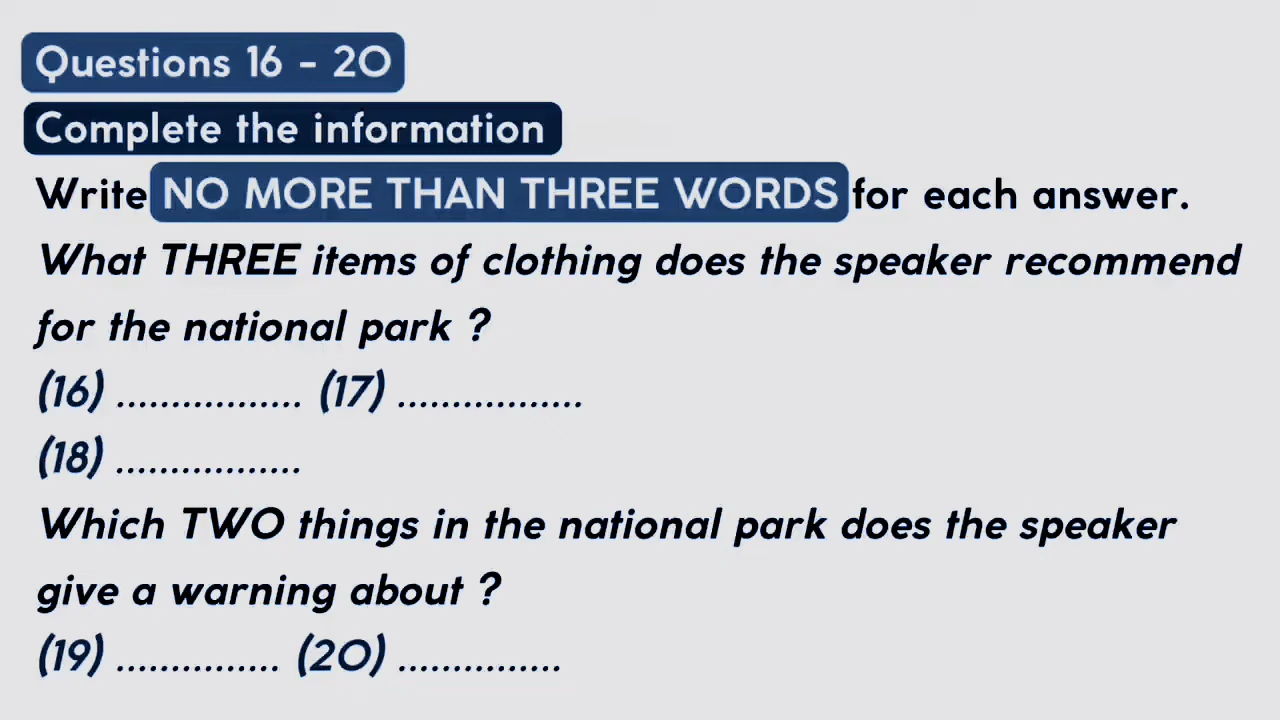 Questions 16 - 20
Complete the information
Write NO MORE THAN THREE WORDS for each answer.
What THREE items of clothing does the speaker recommend
for the national park ?
(16) ................. (17) .................
(18) .................
Which TWO things in the national park does the speaker
give a warning about ?
(19) ............... (20) ...............